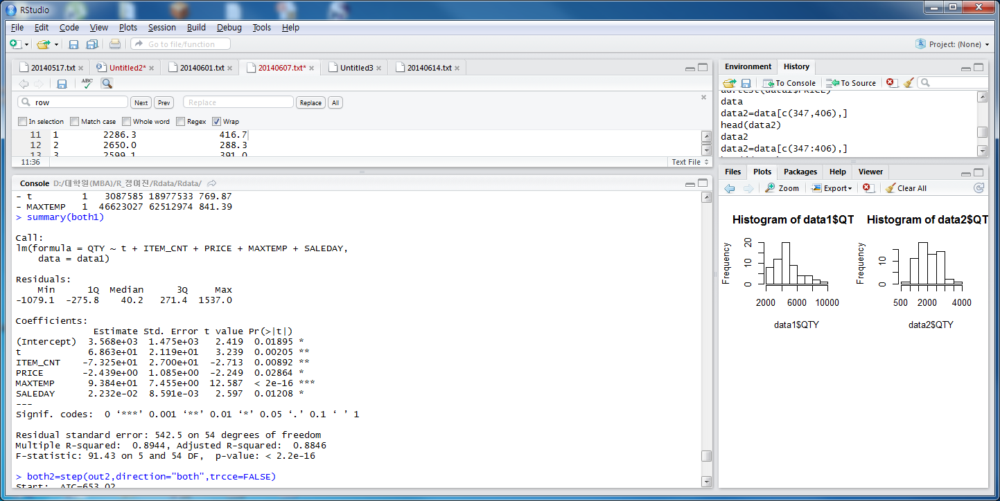 RStudio
File Edit Code View Plots Session Build Debug Tools Help
Go to file/function
Project: (None)
20140517.txt Untitled2* 20140601.txt 20140607.txt* Untitled3 20140614.txt
ABC
row Next Prev Replace Replace All
In selection Match case Whole word Regex Wrap
11 1 2286.3 416.7
12 2 2650.0 288.3
13 3 2599.1 391.0
11:36 Text File
Console D:/대학원(MBA)/R_정여진/Rdata/Rdata/
- t 1 3087585 18977533 769.87
- MAXTEMP 1 46623027 62512974 841.39
> summary(both1)
Call:
lm(formula = QTY ~ t + ITEM_CNT + PRICE + MAXTEMP + SALEDAY,
data = data1)
Residuals:
Min 1Q Median 3Q Max
-1079.1 -275.8 40.2 271.4 1537.0
Coefficients:
Estimate Std. Error t value Pr(>|t|)
(Intercept) 3.568e+03 1.475e+03 2.419 0.01895 *
t 6.863e+01 2.119e+01 3.239 0.00205 **
ITEM_CNT -7.325e+01 2.700e+01 -2.713 0.00892 **
PRICE -2.439e+00 1.085e+00 -2.249 0.02864 *
MAXTEMP 9.384e+01 7.455e+00 12.587 < 2e-16 ***
SALEDAY 2.232e-02 8.591e-03 2.597 0.01208 *
---
Signif. codes: 0 ‘***’ 0.001 ‘**’ 0.01 ‘*’ 0.05 ‘.’ 0.1 ‘ ’ 1
Residual standard error: 542.5 on 54 degrees of freedom
Multiple R-squared: 0.8944, Adjusted R-squared: 0.8846
F-statistic: 91.43 on 5 and 54 DF, p-value: < 2.2e-16
> both2=step(out2,direction="both",trcce=FALSE)
Start: AIC=653.02
Environment History
To Console To Source
ad.test(data1$PRICE)
data
data2=data[c(347,406),]
head(data2)
data2
data2=data[c(347:406),]
Files Plots Packages Help Viewer
Zoom Export Clear All
Histogram of data1$QT Histogram of data2$QT
Frequency
0 10 20
2000 6000 10000
data1$QTY
Frequency
0 10
500 2000 4000
data2$QTY